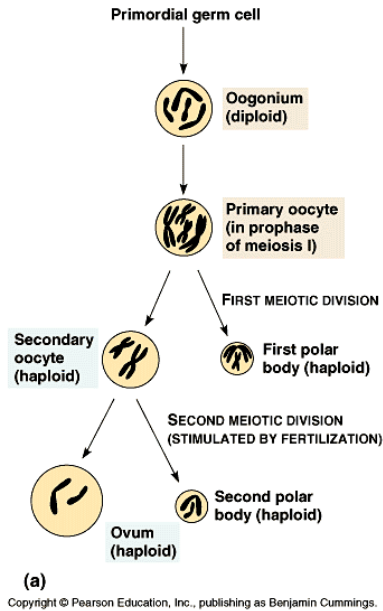 Primordial germ cell
Oogonium
(diploid)
Primary oocyte
(in prophase
of meiosis I)
FIRST MEIOTIC DIVISION
Secondary
oocyte
(haploid)
First polar
body (haploid)
SECOND MEIOTIC DIVISION
(STIMULATED BY FERTILIZATION)
Second polar
body (haploid)
Ovum
(haploid)
(a)
Copyright © Pearson Education, Inc., publishing as Benjamin Cummings.